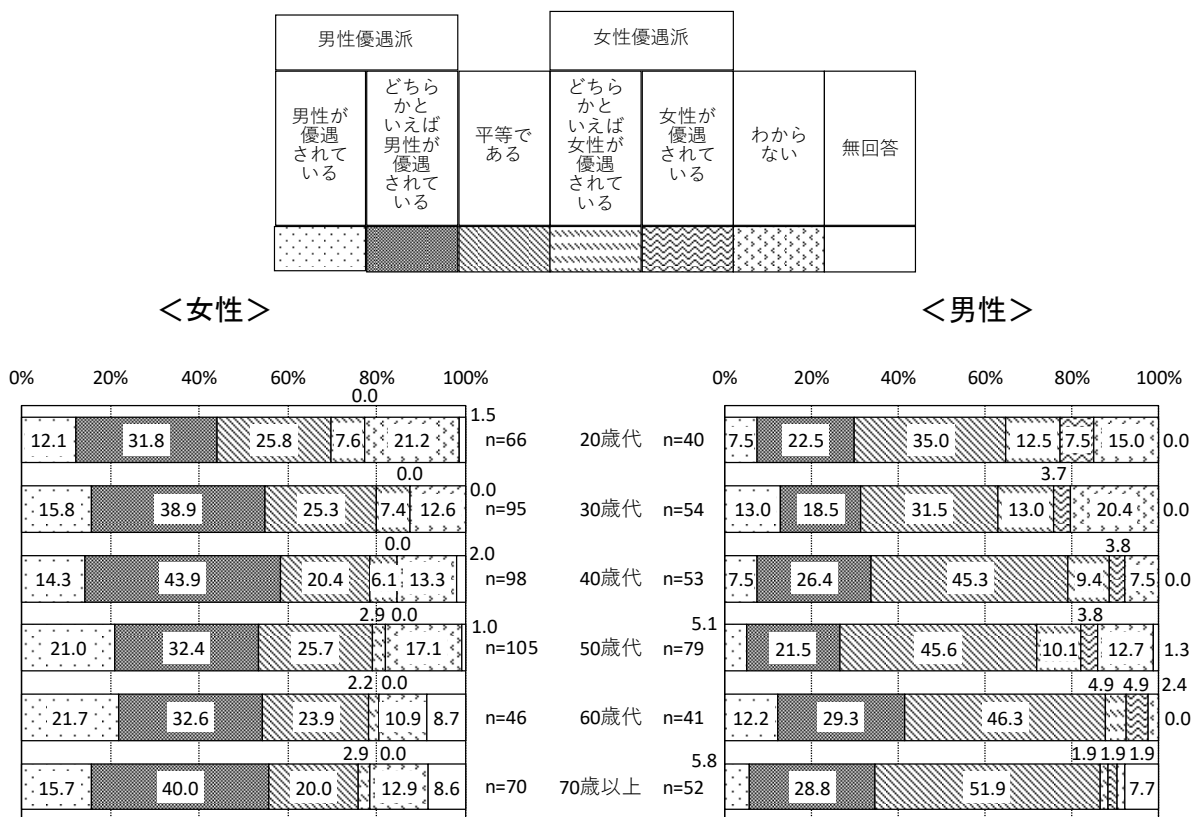 男性優遇派
女性優遇派
男性が
優遇
されて
いる
どちら
かと
いえば
男性が
優遇
されて
いる
平等で
ある
どちら
かと
いえば
女性が
優遇
されて
いる
女性が
優遇
されて
いる
わから
ない
無回答
＜女性＞
＜男性＞
0% 20% 40% 60% 80% 100%
0% 20% 40% 60% 80% 100%
0.0
12.1 31.8 25.8 7.6 21.2 1.5 n=66 20歳代 n=40 7.5 22.5 35.0 12.5 7.5 15.0 0.0
0.0 3.7
15.8 38.9 25.3 7.4 12.6 0.0 n=95 30歳代 n=54 13.0 18.5 31.5 13.0 20.4 0.0
0.0 3.8
14.3 43.9 20.4 6.1 13.3 2.0 n=98 40歳代 n=53 7.5 26.4 45.3 9.4 7.5 0.0
2.9 0.0 3.8
21.0 32.4 25.7 17.1 1.0 n=105 50歳代 n=79 5.1 21.5 45.6 10.1 12.7 1.3
2.2 0.0 4.9 4.9 2.4
21.7 32.6 23.9 10.9 8.7 n=46 60歳代 n=41 12.2 29.3 46.3 0.0
2.9 0.0 1.9 1.9 1.9
15.7 40.0 20.0 12.9 8.6 n=70 70歳以上 n=52 5.8 28.8 51.9 7.7